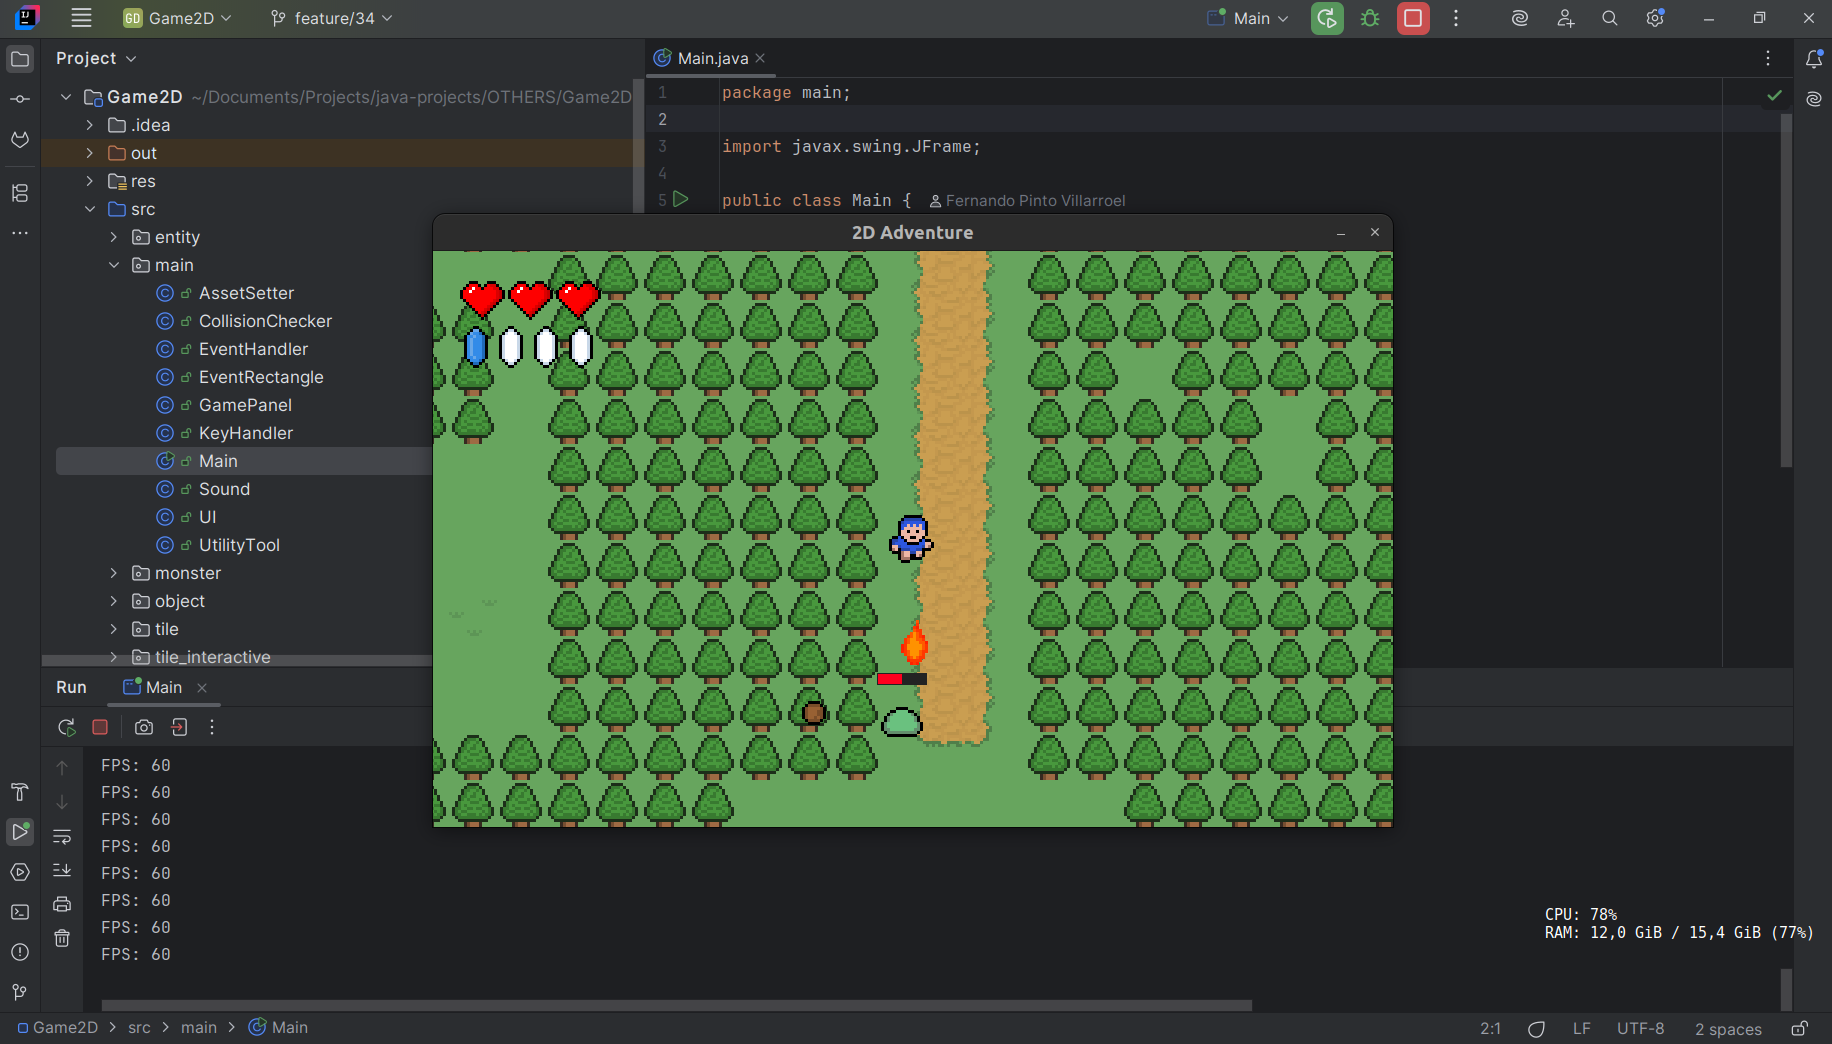 GD Game2D feature/34 Main
Project
Main.java
Game2D ~/Documents/Projects/java-projects/OTHERS/Game2D
.idea
out
res
src
entity
main
AssetSetter
CollisionChecker
EventHandler
EventRectangle
GamePanel
KeyHandler
Main
Sound
UI
UtilityTool
monster
object
tile
tile_interactive
1 package main;
2
3 import javax.swing.JFrame;
4
5 public class Main { Fernando Pinto Villarroel
2D Adventure
Run Main
FPS: 60
FPS: 60
FPS: 60
FPS: 60
FPS: 60
FPS: 60
FPS: 60
FPS: 60
CPU: 78%
RAM: 12,0 GiB / 15,4 GiB (77%)
Game2D > src > main > Main
2:1 LF UTF-8 2 spaces